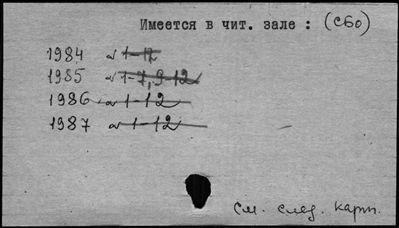 Имеется в чит. зале : (СБО)
1984 № 1-12
1985 № 1-7, 9-12
1986 № 1-12
1987 № 1-12
См. след. карт.